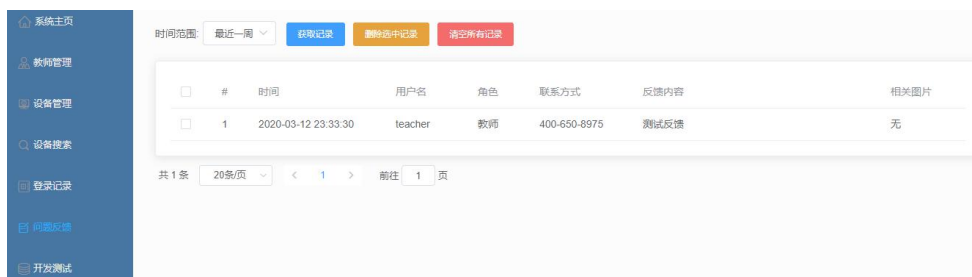 系统主页
教师管理
设备管理
设备搜索
登录记录
问题反馈
开发测试
时间范围: 最近一周 获取记录 删除选中记录 清空所有记录
# 时间 用户名 角色 联系方式 反馈内容 相关图片
1 2020-03-12 23:33:30 teacher 教师 400-650-8975 测试反馈 无
共 1 条 20条/页 < 1 > 前往 1 页